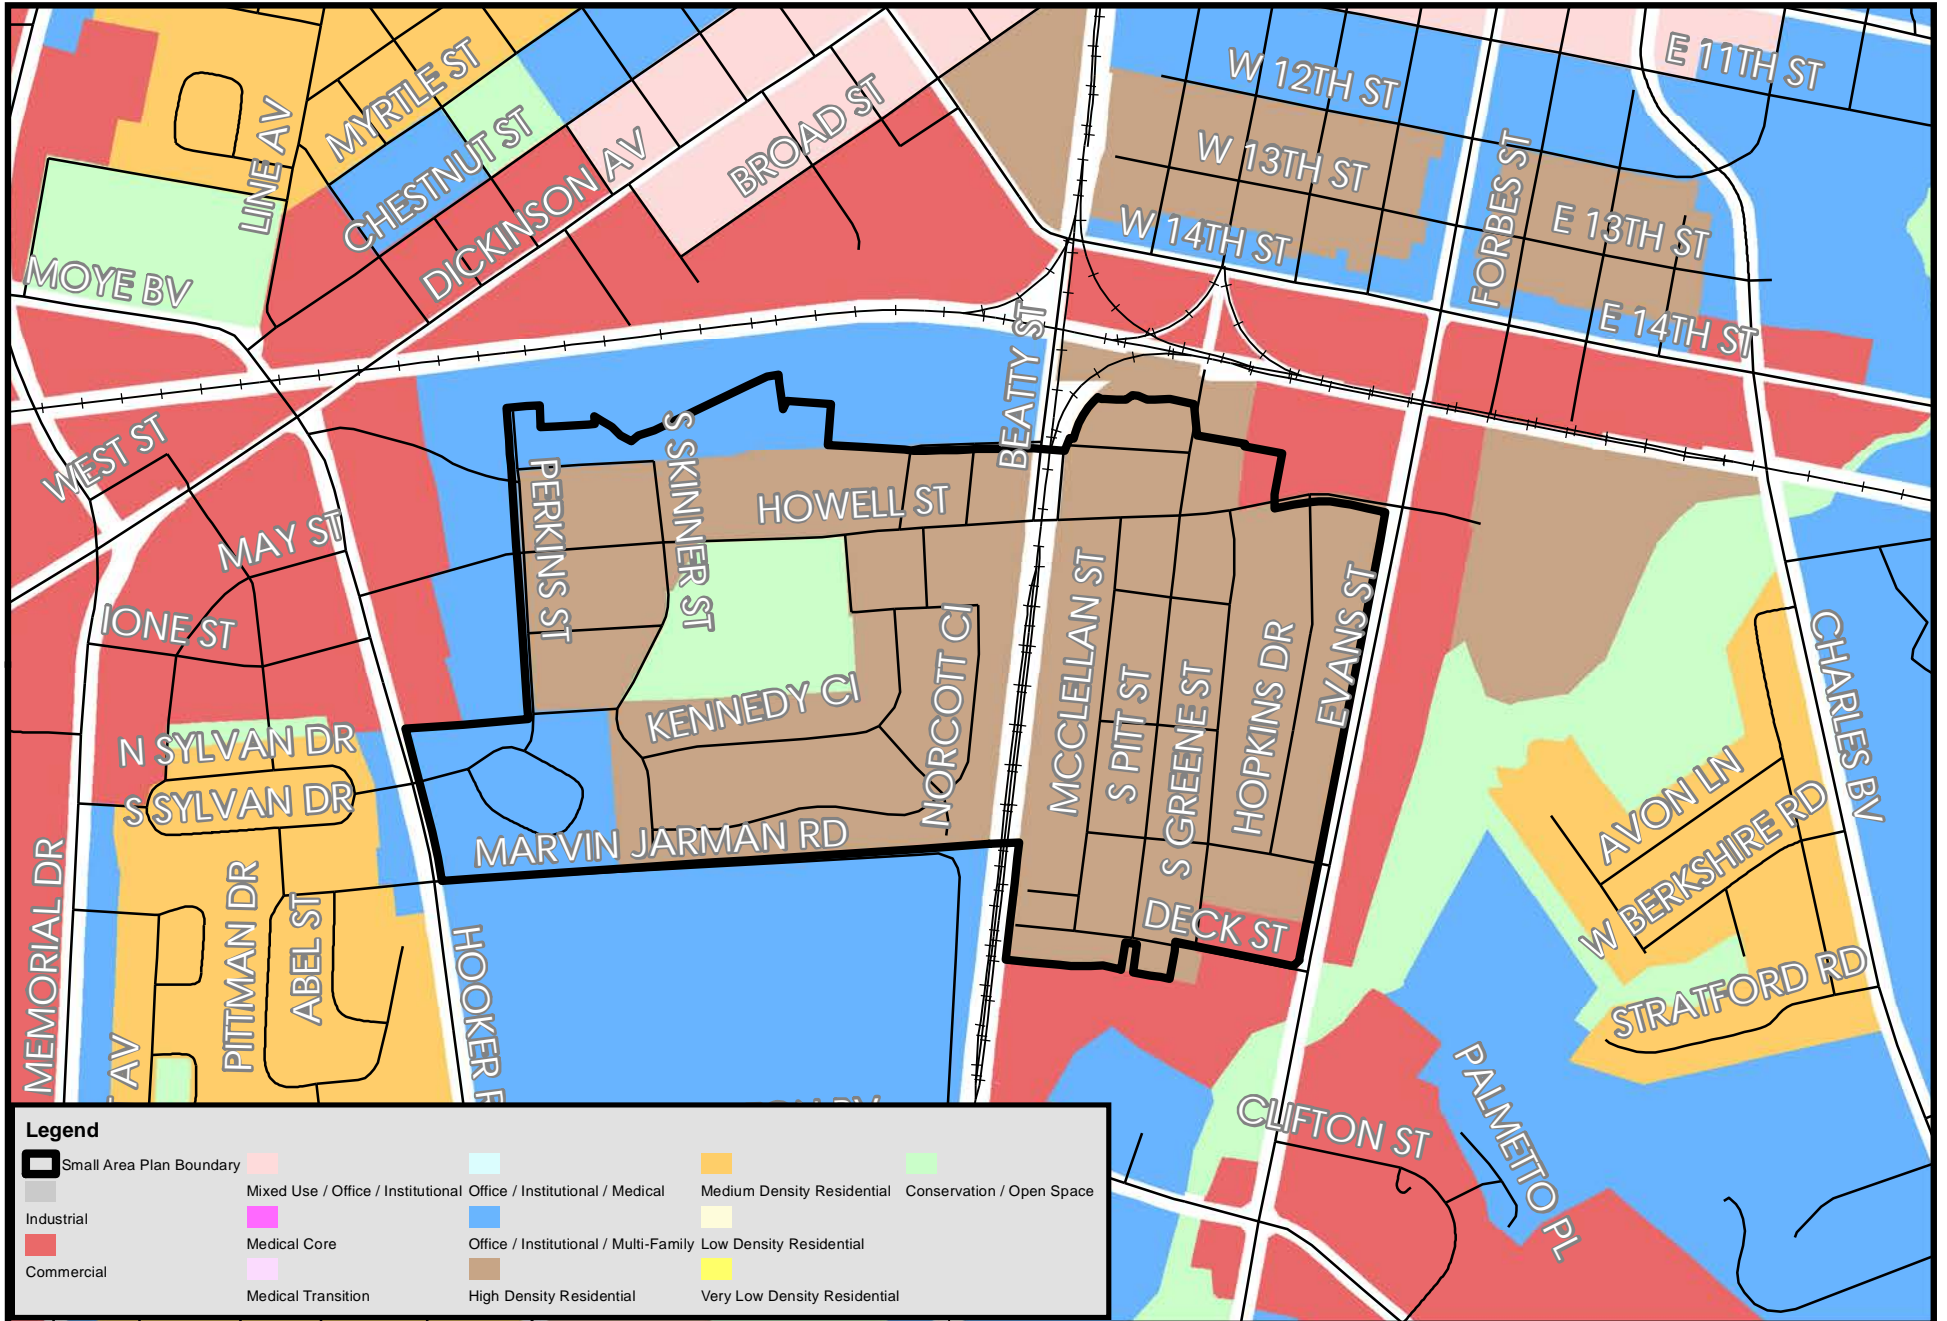 E 11TH ST
W 12TH ST
MYRTLE ST
BROAD ST
LINE AV
CHESTNUT ST
W 13TH ST
FORBES ST
DICKINSON AV
W 14TH ST
E 13TH ST
MOYE BV
E 14TH ST
BEATTY ST
WEST ST
S SKINNER ST
PERKINS ST
HOWELL ST
MAY ST
MCCLELLAN ST
EVANS ST
IONE ST
NORCOTT CI
HOPKINS DR
CHARLES BV
S PITT ST
S GREENE ST
KENNEDY CI
N SYLVAN DR
S SYLVAN DR
AVON LN
MARVIN JARMAN RD
W BERKSHIRE RD
MEMORIAL DR
PITTMAN DR
ABEL ST
DECK ST
HOOKER
STRATFORD RD
AV
CLIFTON ST
PALMETTO PL
Legend
Small Area Plan Boundary
Industrial
Commercial
Mixed Use / Office / Institutional
Medical Core
Medical Transition
Office / Institutional / Medical
Office / Institutional / Multi-Family
High Density Residential
Medium Density Residential
Low Density Residential
Very Low Density Residential
Conservation / Open Space